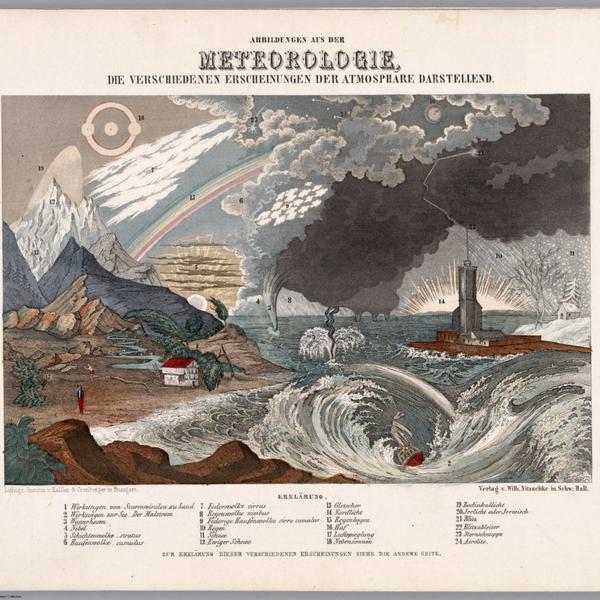 ABBILDUNGEN AUS DER
METEOROLOGIE,
DIE VERSCHIEDENEN ERSCHEINUNGEN DER ATMOSPHÄRE DARSTELLEND.
Verlag v. Wilh. Nitzschke in Schw: Hall.
ERKLÄRUNG.
1 Wirkungen von Sturmwinden zu Land
2 Wirkungen zur See. Der Malstrom
3 Wasserhosen
4 Nebel
5 Schichtenwolke, stratus
6 Haufenwolke, cumulus
7 Federwolke cirrus
8 Regenwolke nimbus
9 Federige Haufenwolke cirro cumulus
10 Regen
11 Schnee
12 Ewiger Schnee
13 Gletscher
14 Nordlicht
15 Regenbogen
16 Hof
17 Luftspieglung
18 Nebensonnen
19 Zodiakallicht
20 Irrlicht oder Irrwisch
21 Blitz
22 Blitzableiter
23 Sternschnuppe
24 Aerolite.
ZUR ERKLÄRUNG DIESER VERSCHIEDENEN ERSCHEINUNGEN SIEHE DIE ANDERE SEITE.